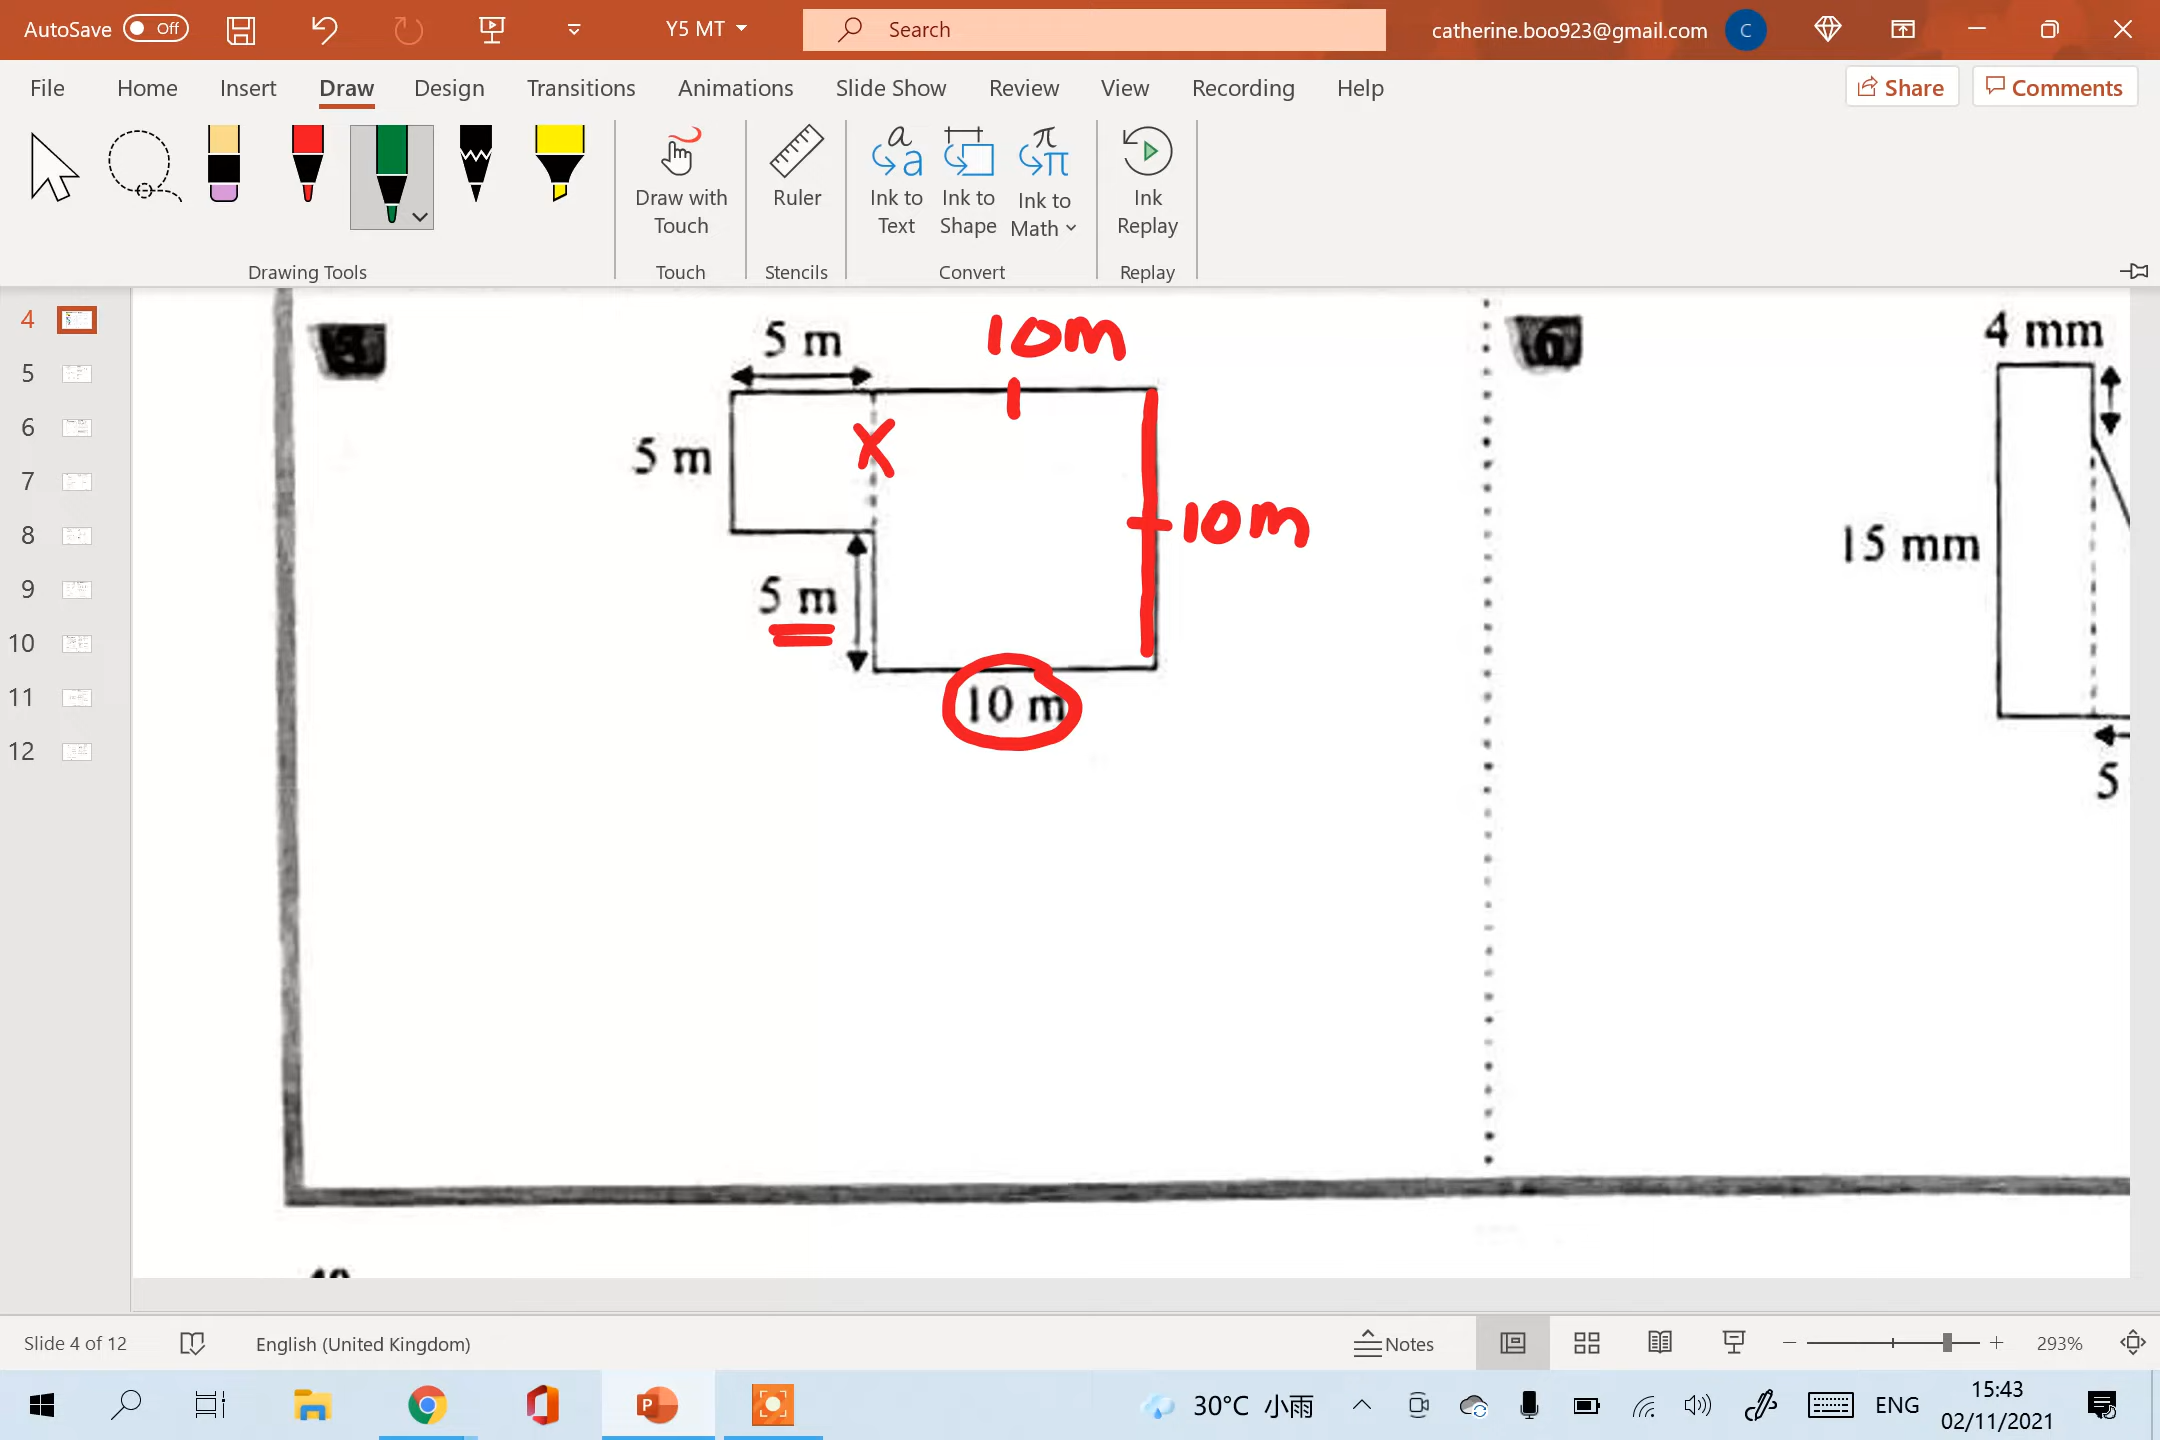 AutoSave Off Y5 MT Search catherine.boo923@gmail.com C
File Home Insert Draw Design Transitions Animations Slide Show Review View Recording Help Share Comments
Draw with Touch
Ruler
Ink to Text
Ink to Shape
Ink to Math
Ink Replay
Drawing Tools Touch Stencils Convert Replay
4
5
6
7
8
9
10
11
12
5 m
10m
5 m
10m
5 m
10 m
6
4 mm
15 mm
5
Slide 4 of 12 English (United Kingdom) Notes 293%
30°C 小雨 ENG 15:43
02/11/2021